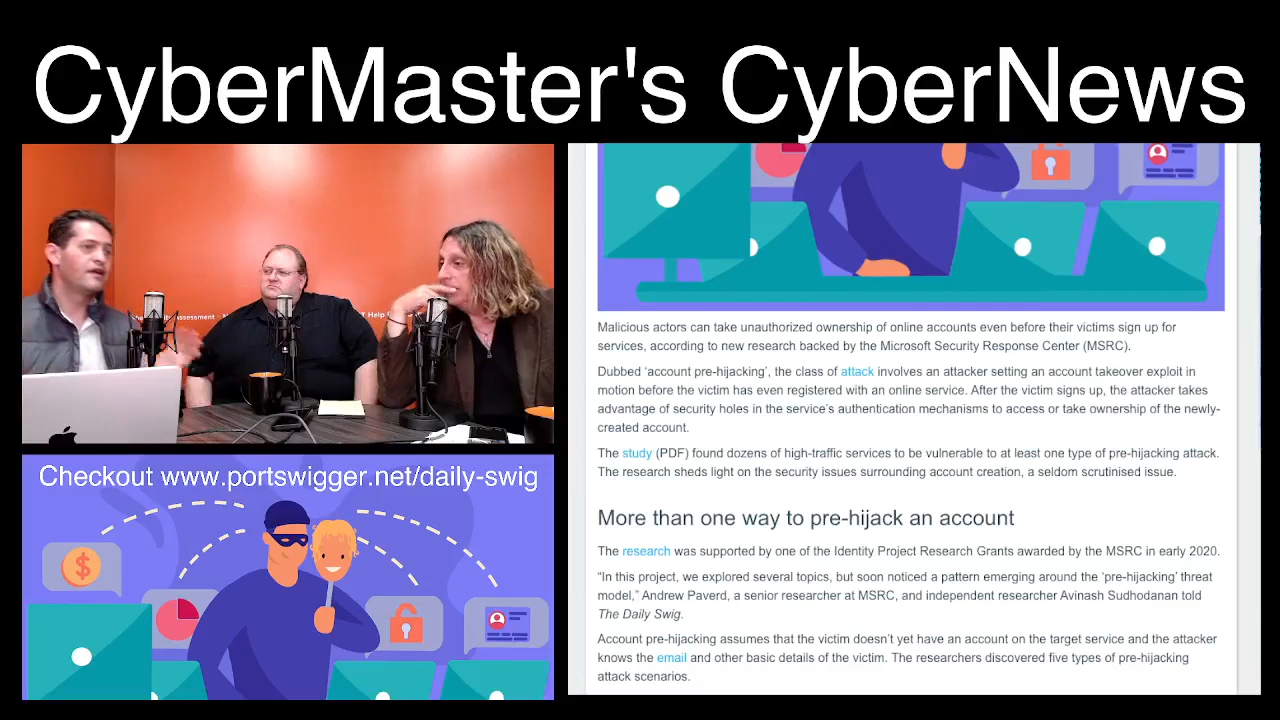 CyberMaster's CyberNews
Assessment
T Help
Checkout www.portswigger.net/daily-swig
Malicious actors can take unauthorized ownership of online accounts even before their victims sign up for
services, according to new research backed by the Microsoft Security Response Center (MSRC).
Dubbed ‘account pre-hijacking’, the class of attack involves an attacker setting an account takeover exploit in
motion before the victim has even registered with an online service. After the victim signs up, the attacker takes
advantage of security holes in the service’s authentication mechanisms to access or take ownership of the newly-
created account.
The study (PDF) found dozens of high-traffic services to be vulnerable to at least one type of pre-hijacking attack.
The research sheds light on the security issues surrounding account creation, a seldom scrutinised issue.
More than one way to pre-hijack an account
The research was supported by one of the Identity Project Research Grants awarded by the MSRC in early 2020.
“In this project, we explored several topics, but soon noticed a pattern emerging around the ‘pre-hijacking’ threat
model,” Andrew Paverd, a senior researcher at MSRC, and independent researcher Avinash Sudhodanan told
The Daily Swig.
Account pre-hijacking assumes that the victim doesn’t yet have an account on the target service and the attacker
knows the email and other basic details of the victim. The researchers discovered five types of pre-hijacking
attack scenarios.